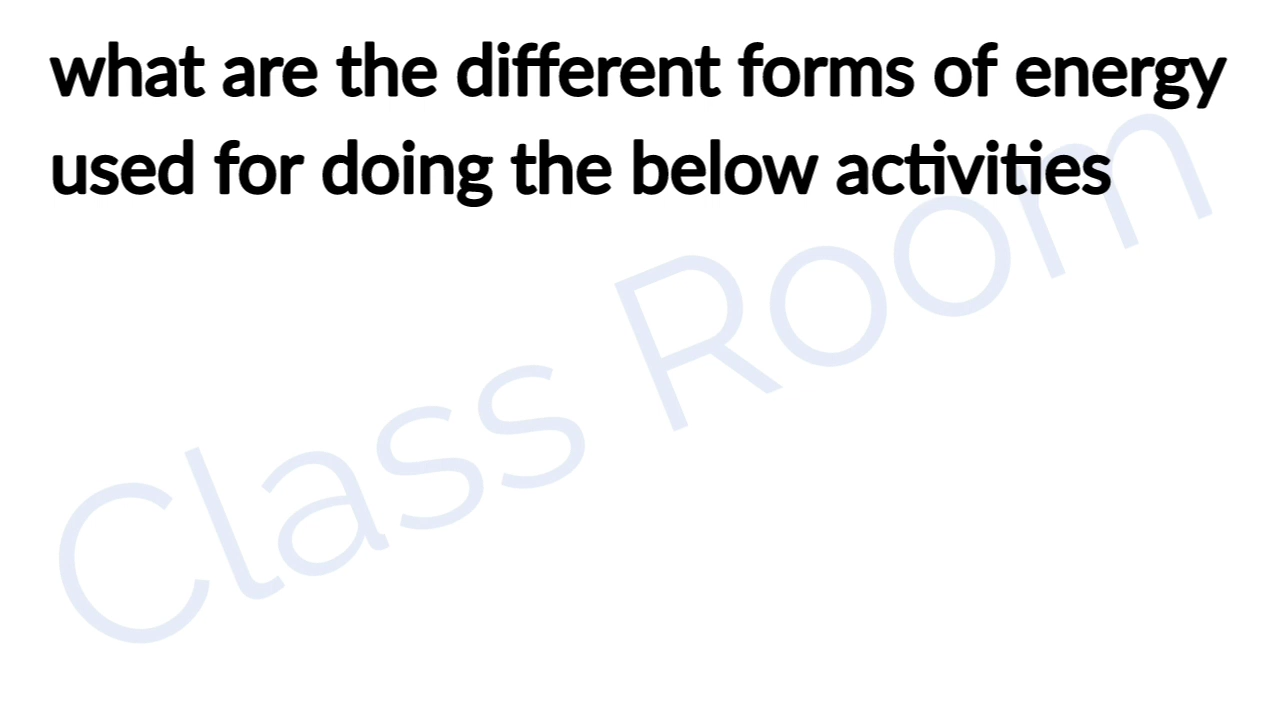 what are the different forms of energy
used for doing the below activities
Class Room